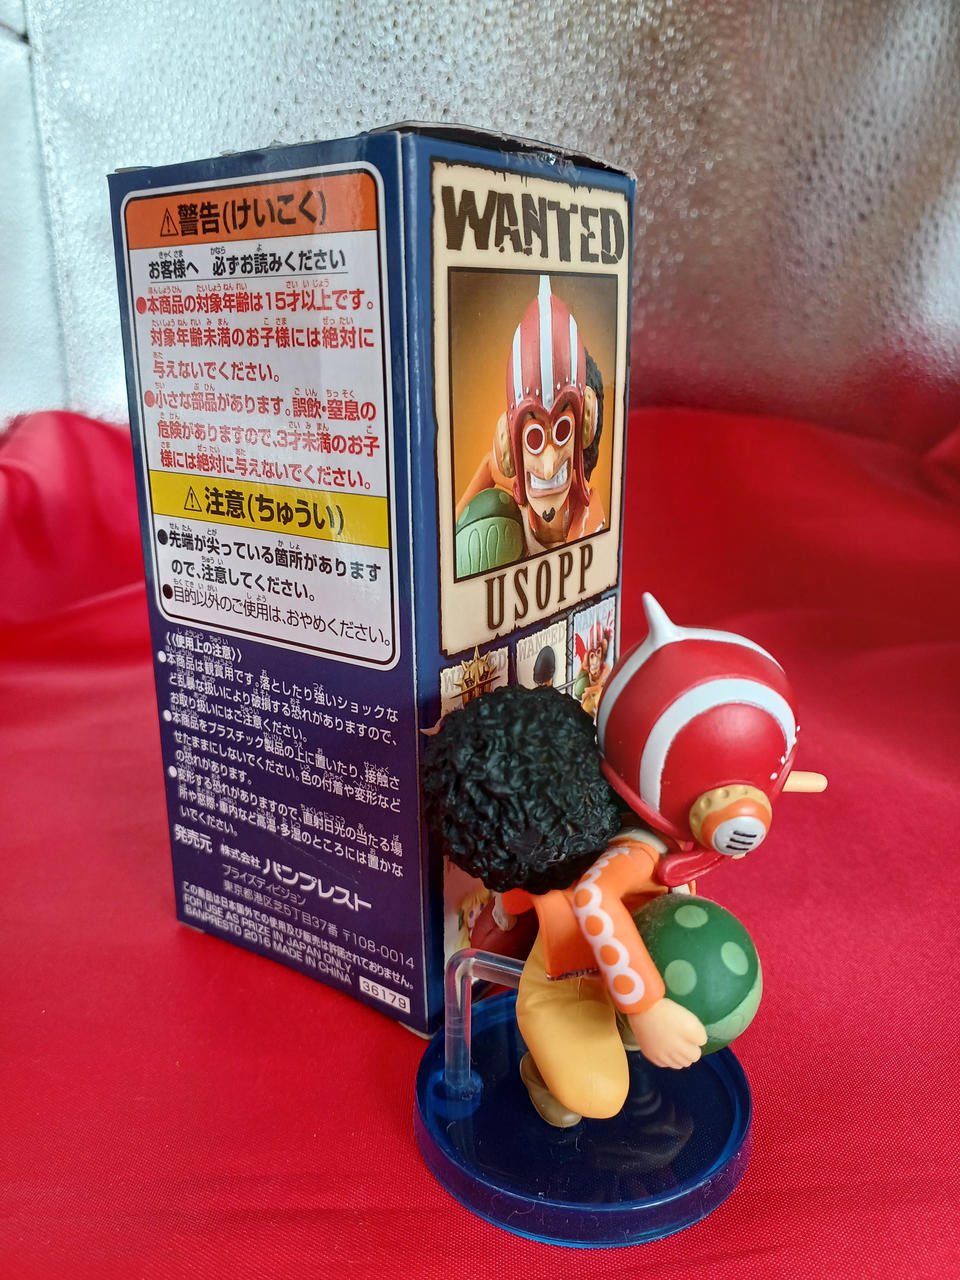 警告(けいこく)
お客様へ 必ずお読みください
●本商品の対象年齢は15才以上です。
対象年齢未満のお子様には絶対に
与えないでください。
●小さな部品があります。誤飲・窒息の
危険がありますので、3才未満のお子
様には絶対に与えないでください。
注意(ちゅうい)
●先端が尖っている箇所があります
ので、注意してください。
●目的以外のご使用は、おやめください。
《使用上の注意》
●本商品は観賞用です。落としたり強いショックな
ど乱暴な扱いにより破損する恐れがありますので、
お取り扱いにはご注意ください。
●本商品をプラスチック製品の上に置いたり、接触さ
せたままにしないでください。色の付着や変形など
の恐れがあります。
●変形する恐れがありますので、直射日光の当たる場
所や窓際・車内など高温・多湿のところには置かな
いでください。
発売元 株式会社 バンプレスト
プライズディビジョン
東京都港区芝5丁目37番 〒108-0014
この商品は日本国外での使用及び販売は許諾されておりません。
FOR USE AS PRIZE IN JAPAN ONLY.
BANPRESTO 2016 MADE IN CHINA
36179
WANTED
USOPP
WANTED